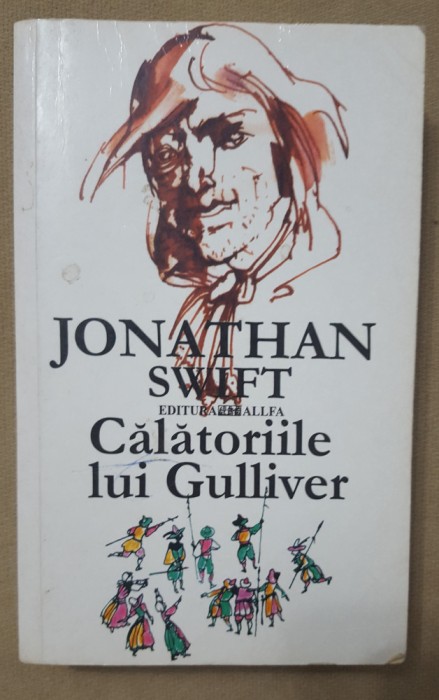 JONATHAN
SWIFT
EDITURA ALLFA
Călătoriile
lui Gulliver